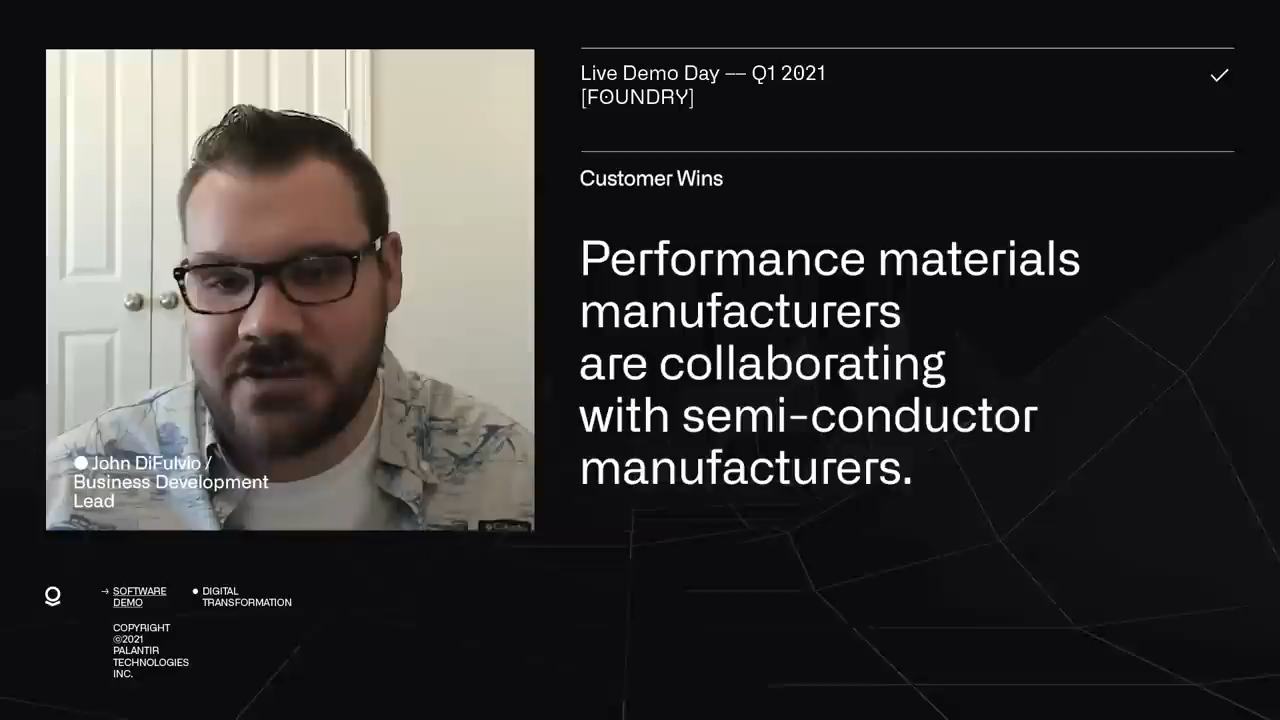 Live Demo Day — Q1 2021
[FOUNDRY]
Customer Wins
Performance materials
manufacturers
are collaborating
with semi-conductor
manufacturers.
John DiFulvio /
Business Development
Lead
SOFTWARE
DEMO
DIGITAL
TRANSFORMATION
COPYRIGHT
©2021
PALANTIR
TECHNOLOGIES
INC.